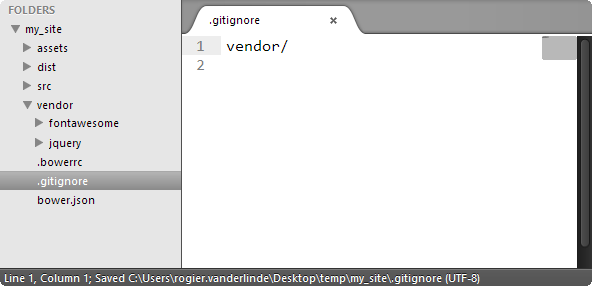 FOLDERS
my_site
assets
dist
src
vendor
fontawesome
jquery
.bowerrc
.gitignore
bower.json
.gitignore ×
1 vendor/
2
Line 1, Column 1; Saved C:\Users\rogier.vanderlinde\Desktop\temp\my_site\.gitignore (UTF-8)